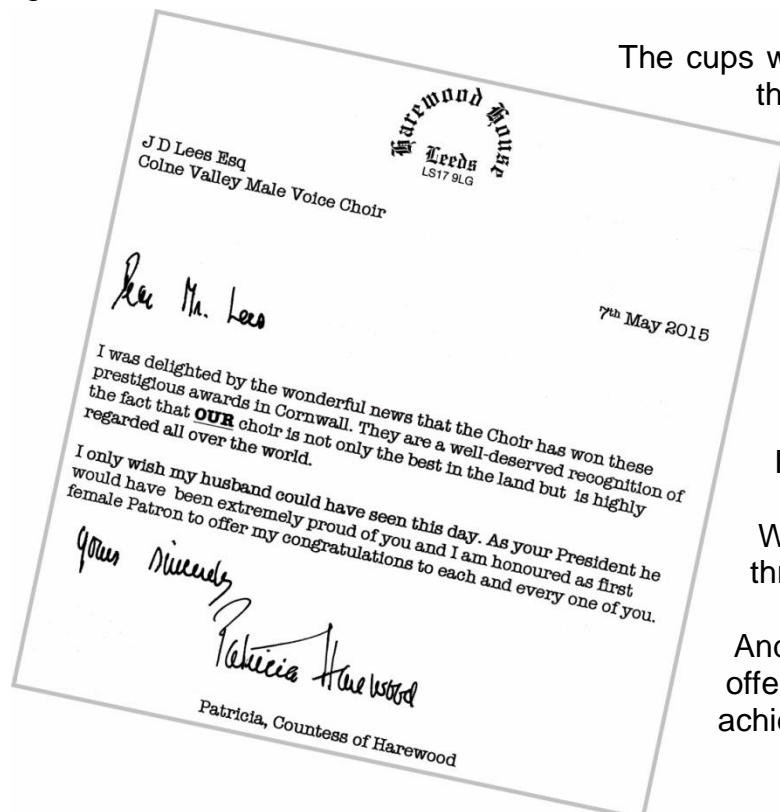 The cups w
th
Harewood House
Leeds
LS17 9LG
J D Lees Esq
Colne Valley Male Voice Choir
Dear Mr. Lees
7th May 2015
I was delighted by the wonderful news that the Choir has won these
prestigious awards in Cornwall. They are a well-deserved recognition of
the fact that OUR choir is not only the best in the land but is highly
regarded all over the world.
I only wish my husband could have seen this day. As your President he
would have been extremely proud of you and I am honoured as first
female Patron to offer my congratulations to each and every one of you.
Yours sincerely
Patricia Harewood
Patricia, Countess of Harewood
W
thr
And
offe
achie